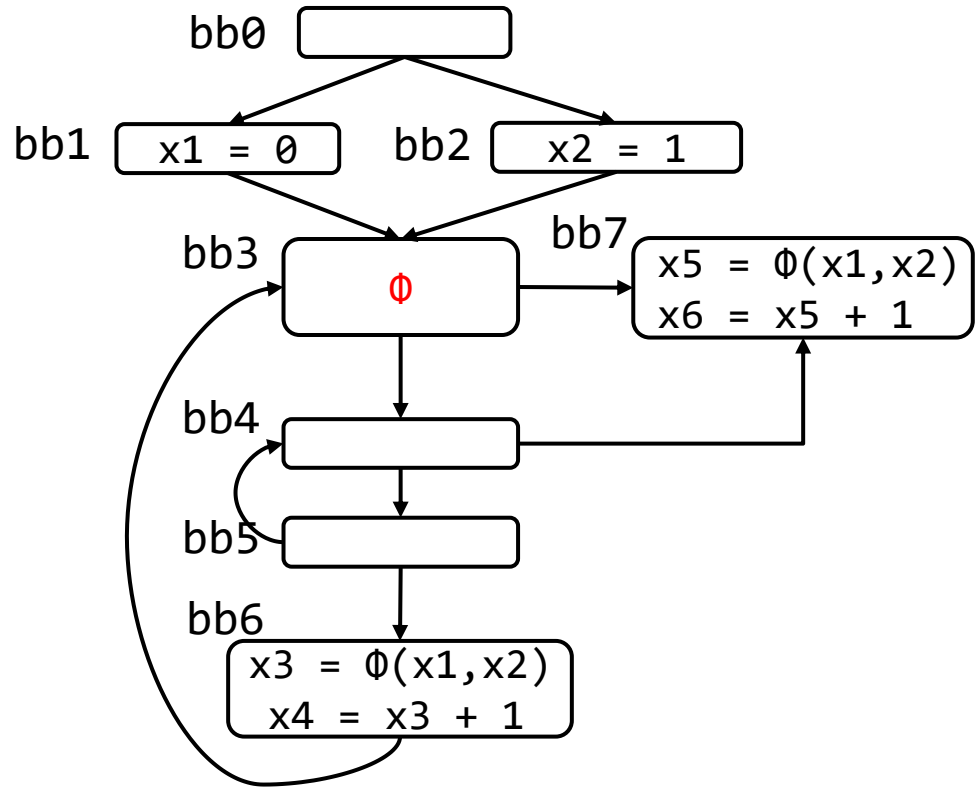 bb0
bb1
x1 = 0
bb2
x2 = 1
bb3
Φ
bb7
x5 = Φ(x1,x2)
x6 = x5 + 1
bb4
bb5
bb6
x3 = Φ(x1,x2)
x4 = x3 + 1